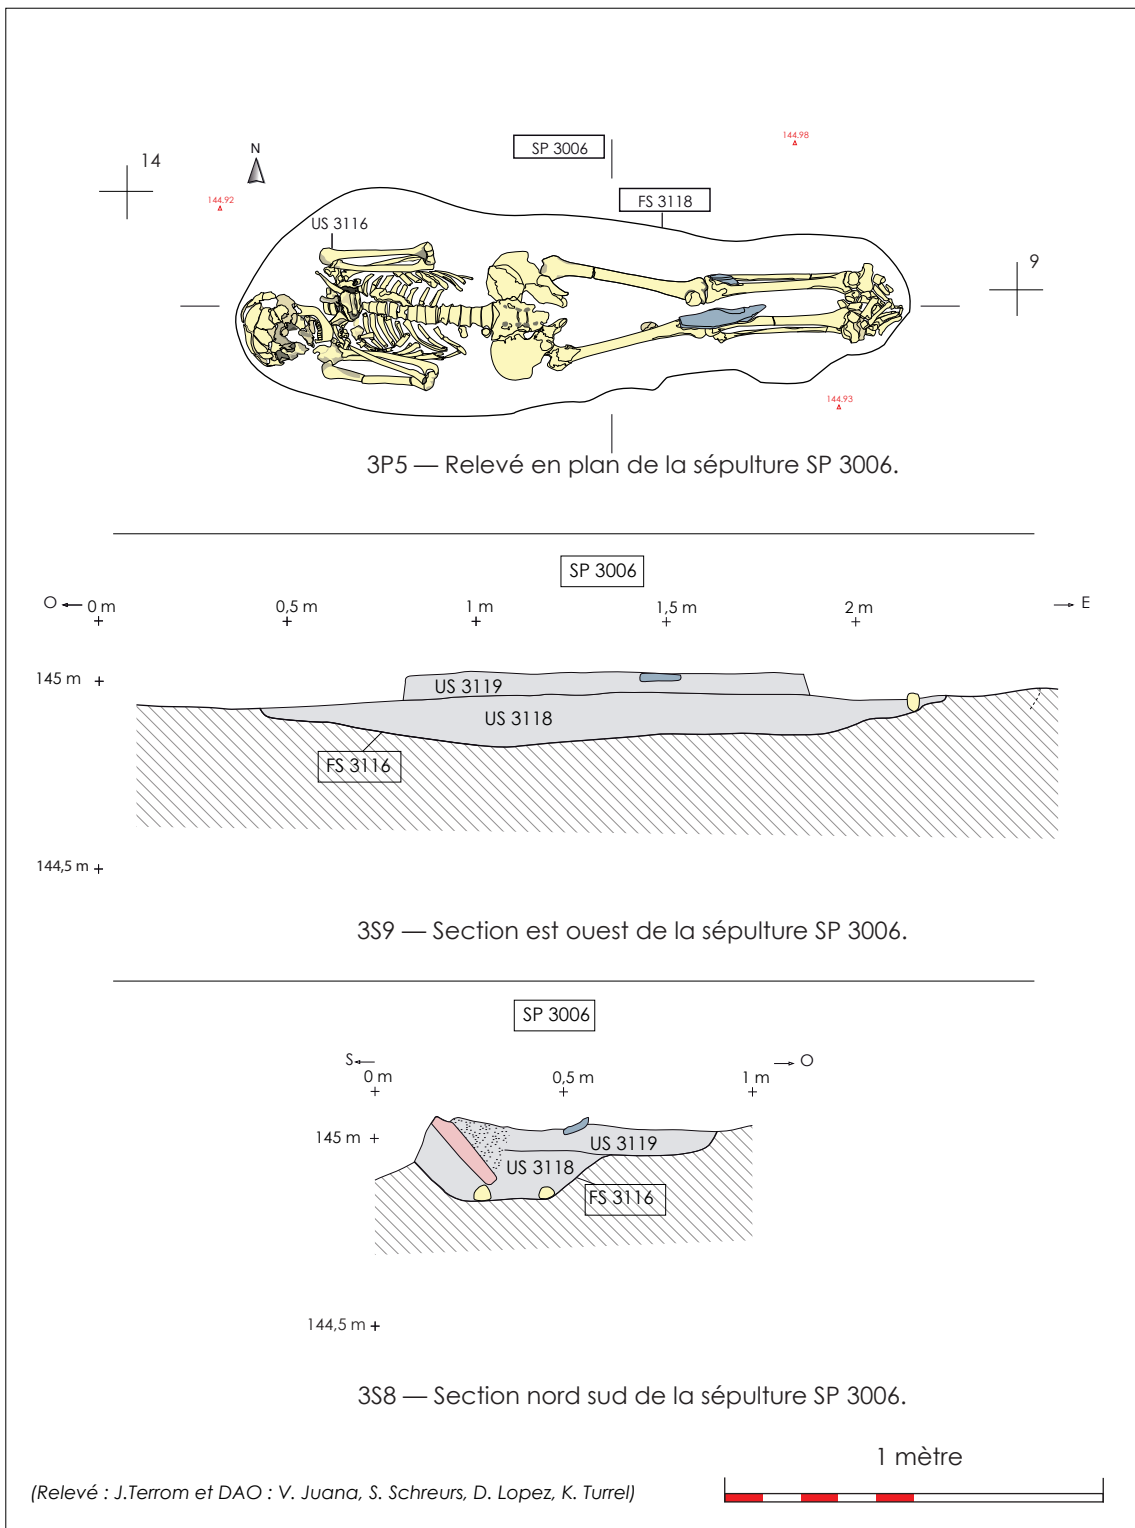 SP 3006
144.98
14
N
144.92
FS 3118
US 3116
9
144.93
3P5 — Relevé en plan de la sépulture SP 3006.
SP 3006
O 0 m 0,5 m 1 m 1,5 m 2 m E
145 m
US 3119
US 3118
FS 3116
144,5 m
3S9 — Section est ouest de la sépulture SP 3006.
SP 3006
S O
0 m 0,5 m 1 m
145 m
US 3119
US 3118
FS 3116
144,5 m
3S8 — Section nord sud de la sépulture SP 3006.
1 mètre
(Relevé : J.Terrom et DAO : V. Juana, S. Schreurs, D. Lopez, K. Turrel)